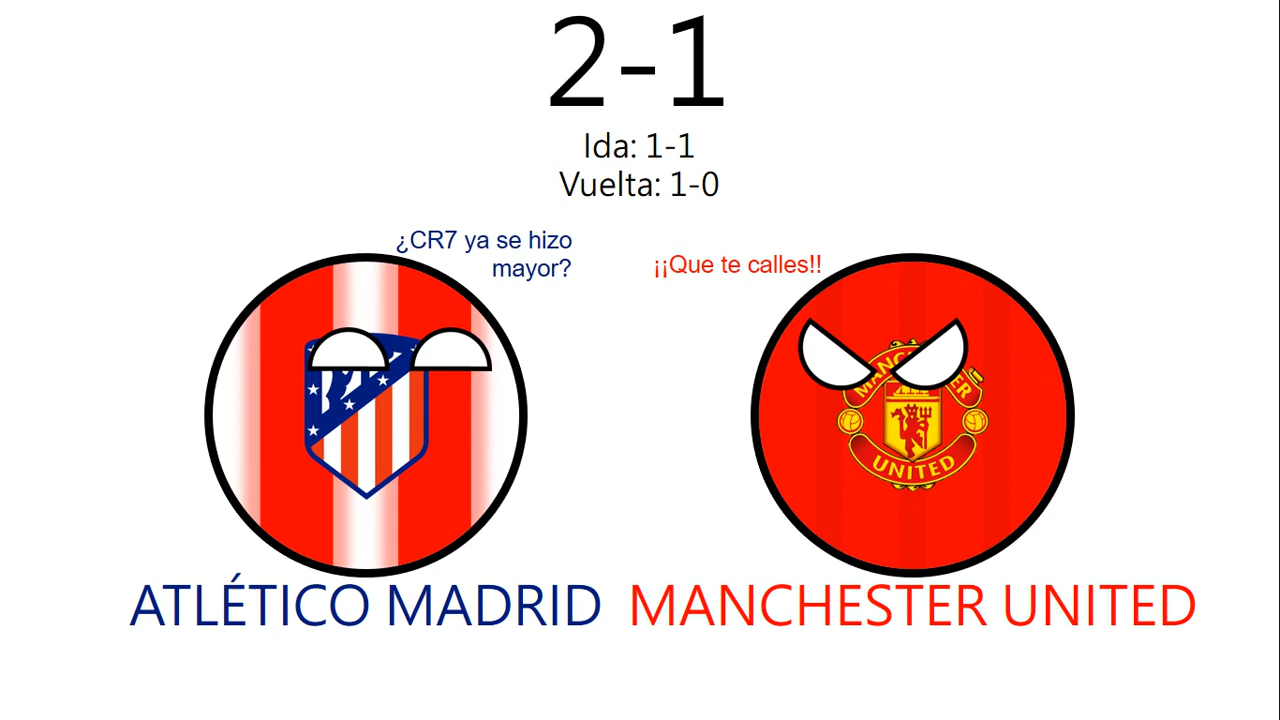 2-1
Ida: 1-1
Vuelta: 1-0
¿CR7 ya se hizo
mayor?
¡¡Que te calles!!
UNITED
ATLÉTICO MADRID
MANCHESTER UNITED